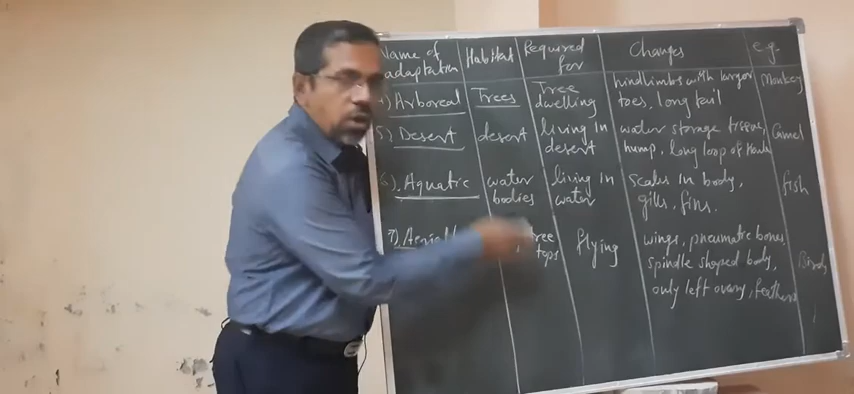 Name of adaptation | Habitat | Required for | Changes | e.g.
4) Arboreal | Trees | Tree dwelling | hindlimbs with larger toes, long tail | Monkey
5) Desert | desert | living in desert | water storage tissue, hump, long loop of | Camel
6) Aquatic | water bodies | living in water | scales in body, gills, fins. | fish
7) Aerial | tree tops | flying | wings, pneumatic bones, spindle shaped body, only left ovary, feathers | Birds